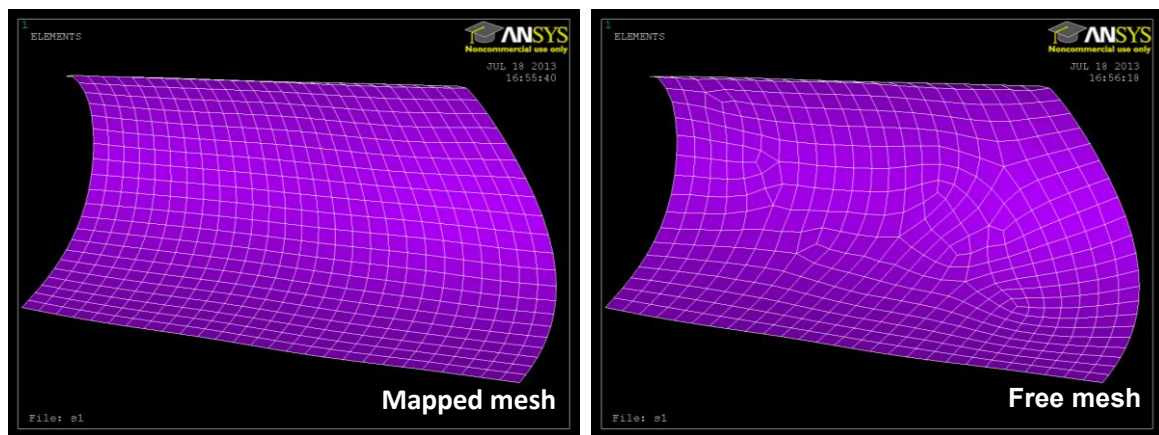 1
ELEMENTS
ANSYS
Noncommercial use only
JUL 18 2013
16:55:40
Mapped mesh
File: s1
1
ELEMENTS
ANSYS
Noncommercial use only
JUL 18 2013
16:56:18
Free mesh
File: s1